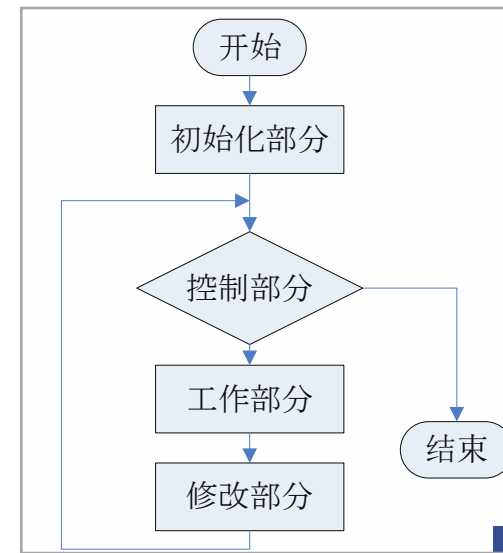 开始
初始化部分
控制部分
工作部分
结束
修改部分